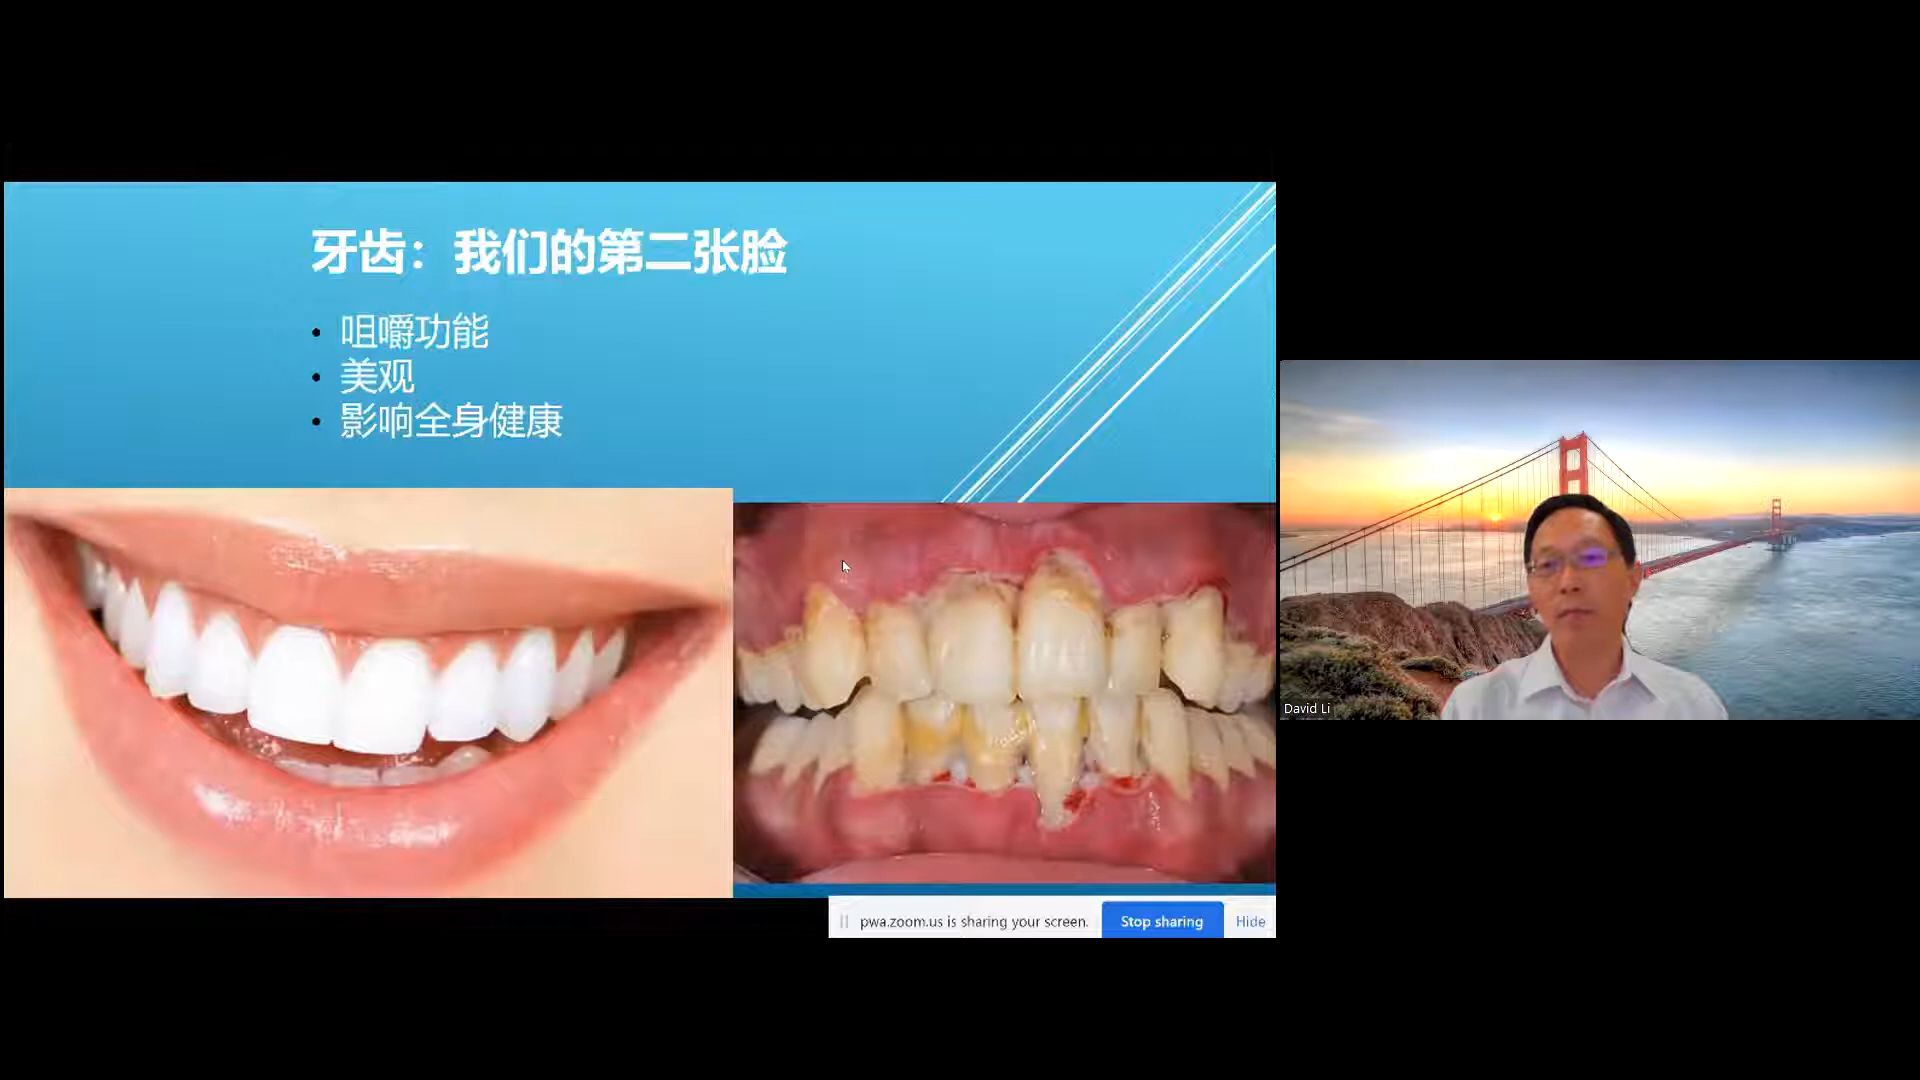 牙齿：我们的第二张脸
• 咀嚼功能
• 美观
• 影响全身健康
David Li
pwa.zoom.us is sharing your screen.
Stop sharing
Hide